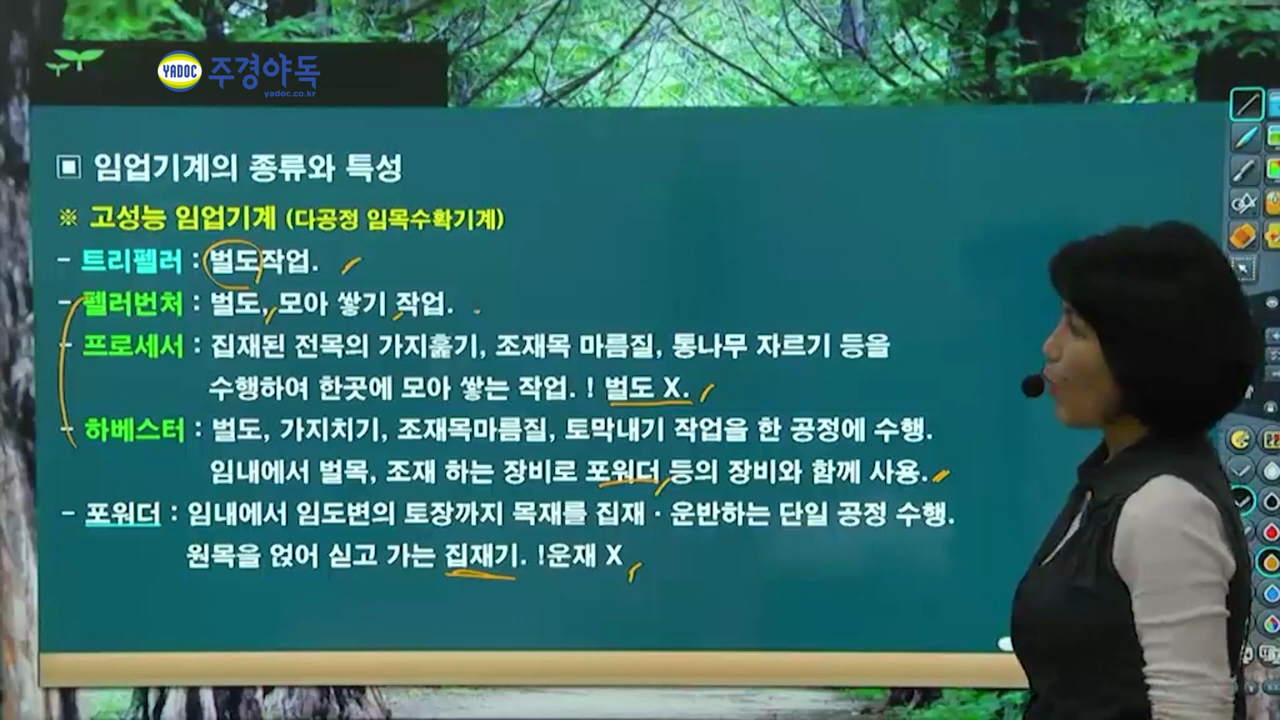 YADOC 주경야독
yadoc.co.kr
▣ 임업기계의 종류와 특성
※ 고성능 임업기계 (다공정 임목수확기계)
- 트리펠러 : 벌도작업.
- 펠러번처 : 벌도, 모아 쌓기 작업.
- 프로세서 : 집재된 전목의 가지훑기, 조재목 마름질, 통나무 자르기 등을
수행하여 한곳에 모아 쌓는 작업. ! 벌도 X.
- 하베스터 : 벌도, 가지치기, 조재목마름질, 토막내기 작업을 한 공정에 수행.
임내에서 벌목, 조재 하는 장비로 포워더 등의 장비와 함께 사용.
- 포워더 : 임내에서 임도변의 토장까지 목재를 집재 · 운반하는 단일 공정 수행.
원목을 얹어 싣고 가는 집재기. !운재 X